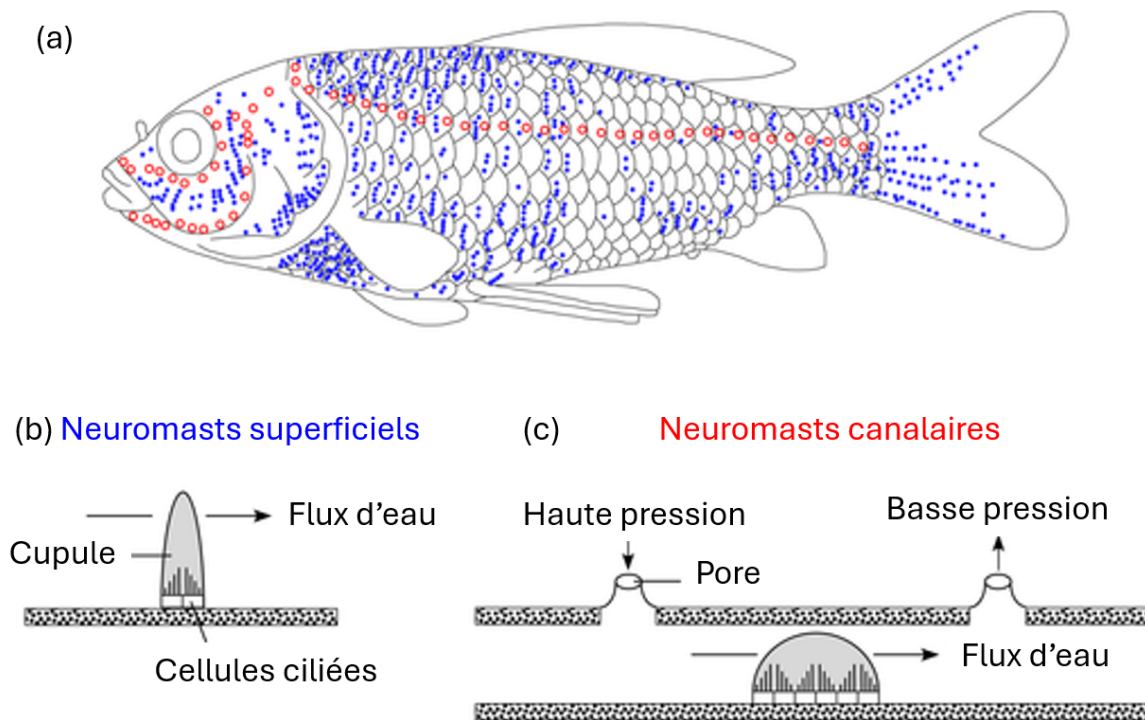 (a)
(b) Neuromasts superficiels
(c) Neuromasts canalaires
Flux d'eau
Cupule
Cellules ciliées
Haute pression
Basse pression
Pore
Flux d'eau